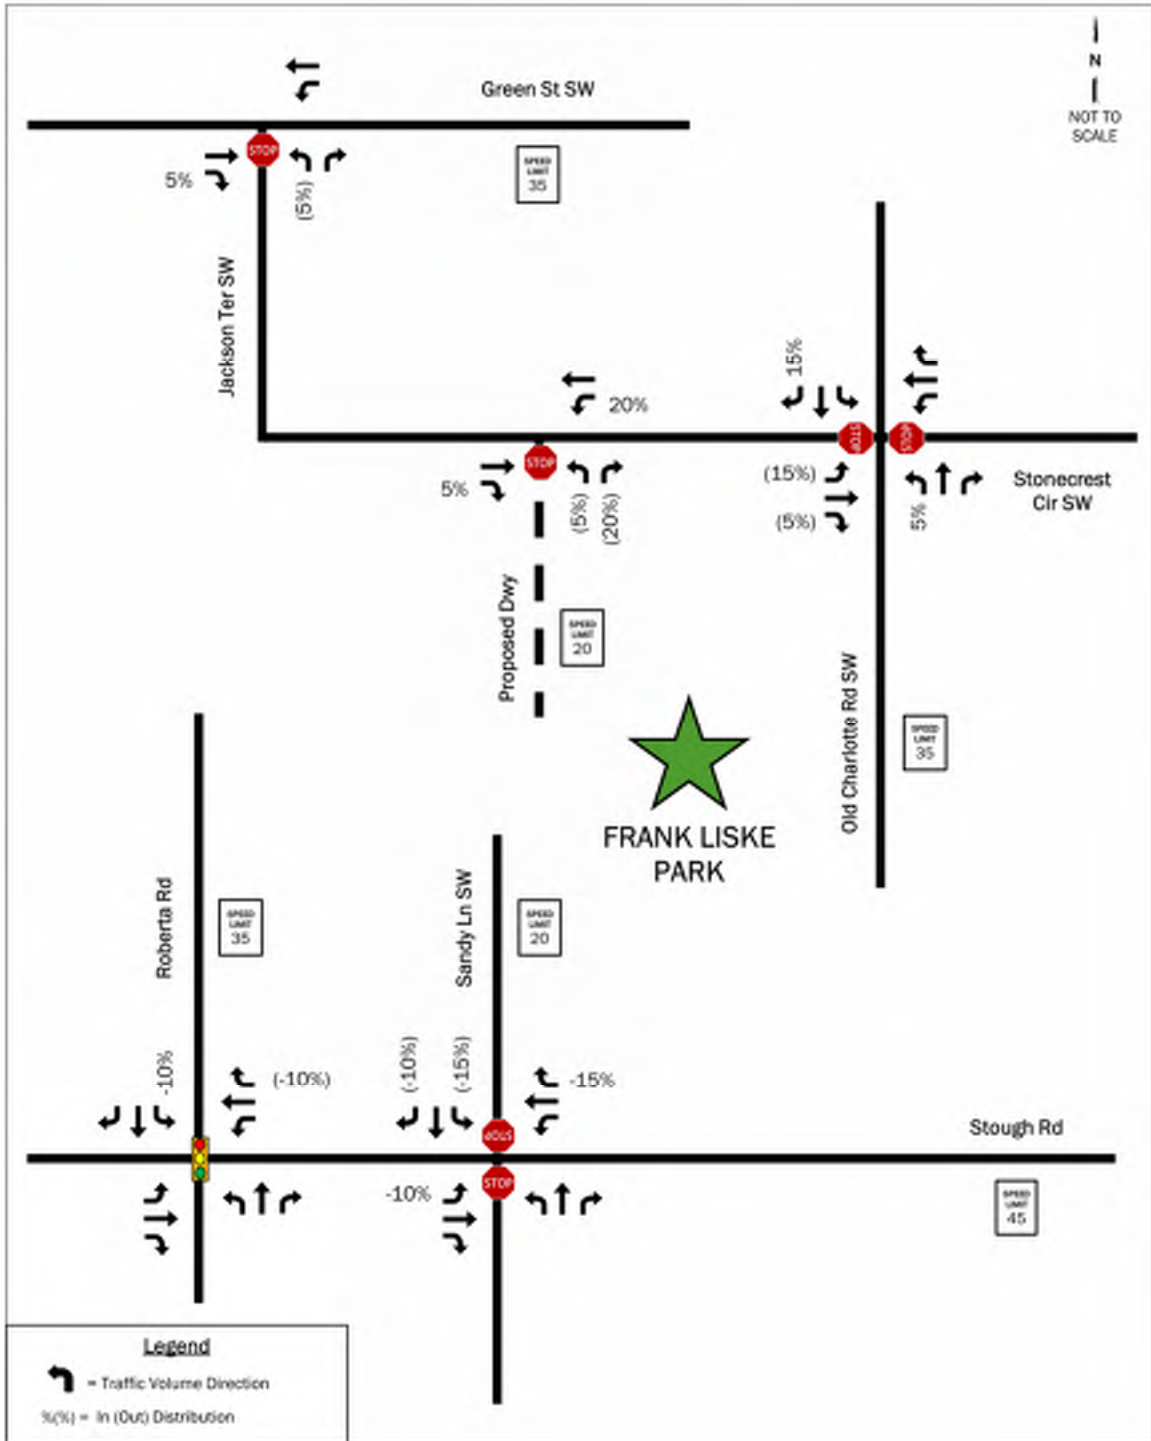 N
NOT TO
SCALE
Green St SW
STOP
5%
(5%)
SPEED
LIMIT
35
Jackson Ter SW
15%
20%
STOP
STOP
STOP
5%
(5%)
(20%)
(15%)
(5%)
5%
Stonecrest
Cir SW
Proposed Dwy
SPEED
LIMIT
20
Old Charlotte Rd SW
SPEED
LIMIT
35
FRANK LISKE
PARK
Roberta Rd
SPEED
LIMIT
35
Sandy Ln SW
SPEED
LIMIT
20
-10%
(-10%)
(-10%)
(-15%)
-15%
STOP
Stough Rd
STOP
-10%
SPEED
LIMIT
45
Legend
= Traffic Volume Direction
%(%) = In (Out) Distribution